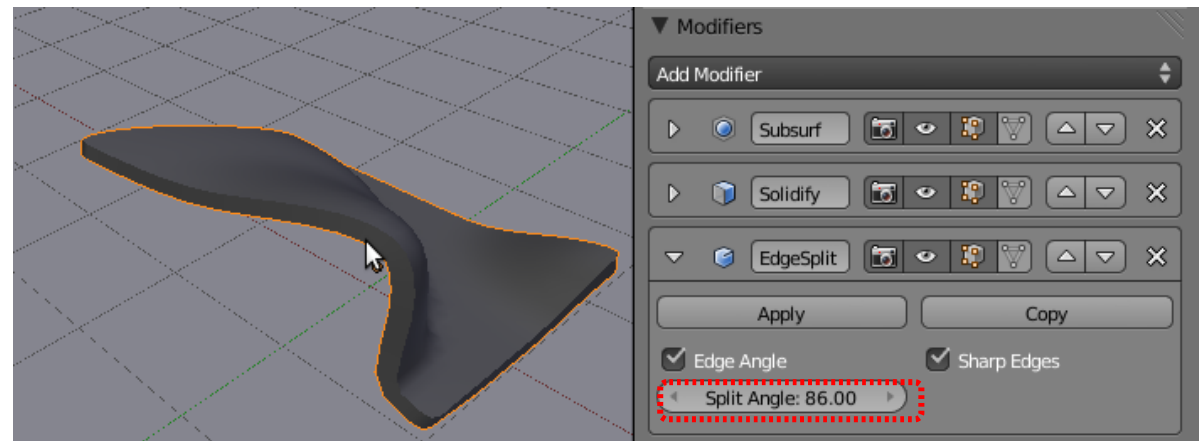 Modifiers
Add Modifier
Subsurf
Solidify
EdgeSplit
Apply Copy
Edge Angle Sharp Edges
Split Angle: 86.00